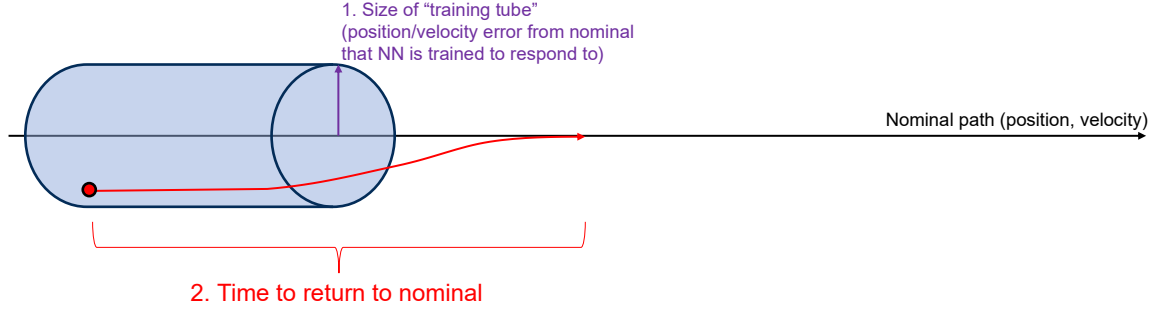 1. Size of “training tube”
(position/velocity error from nominal
that NN is trained to respond to)
Nominal path (position, velocity)
2. Time to return to nominal